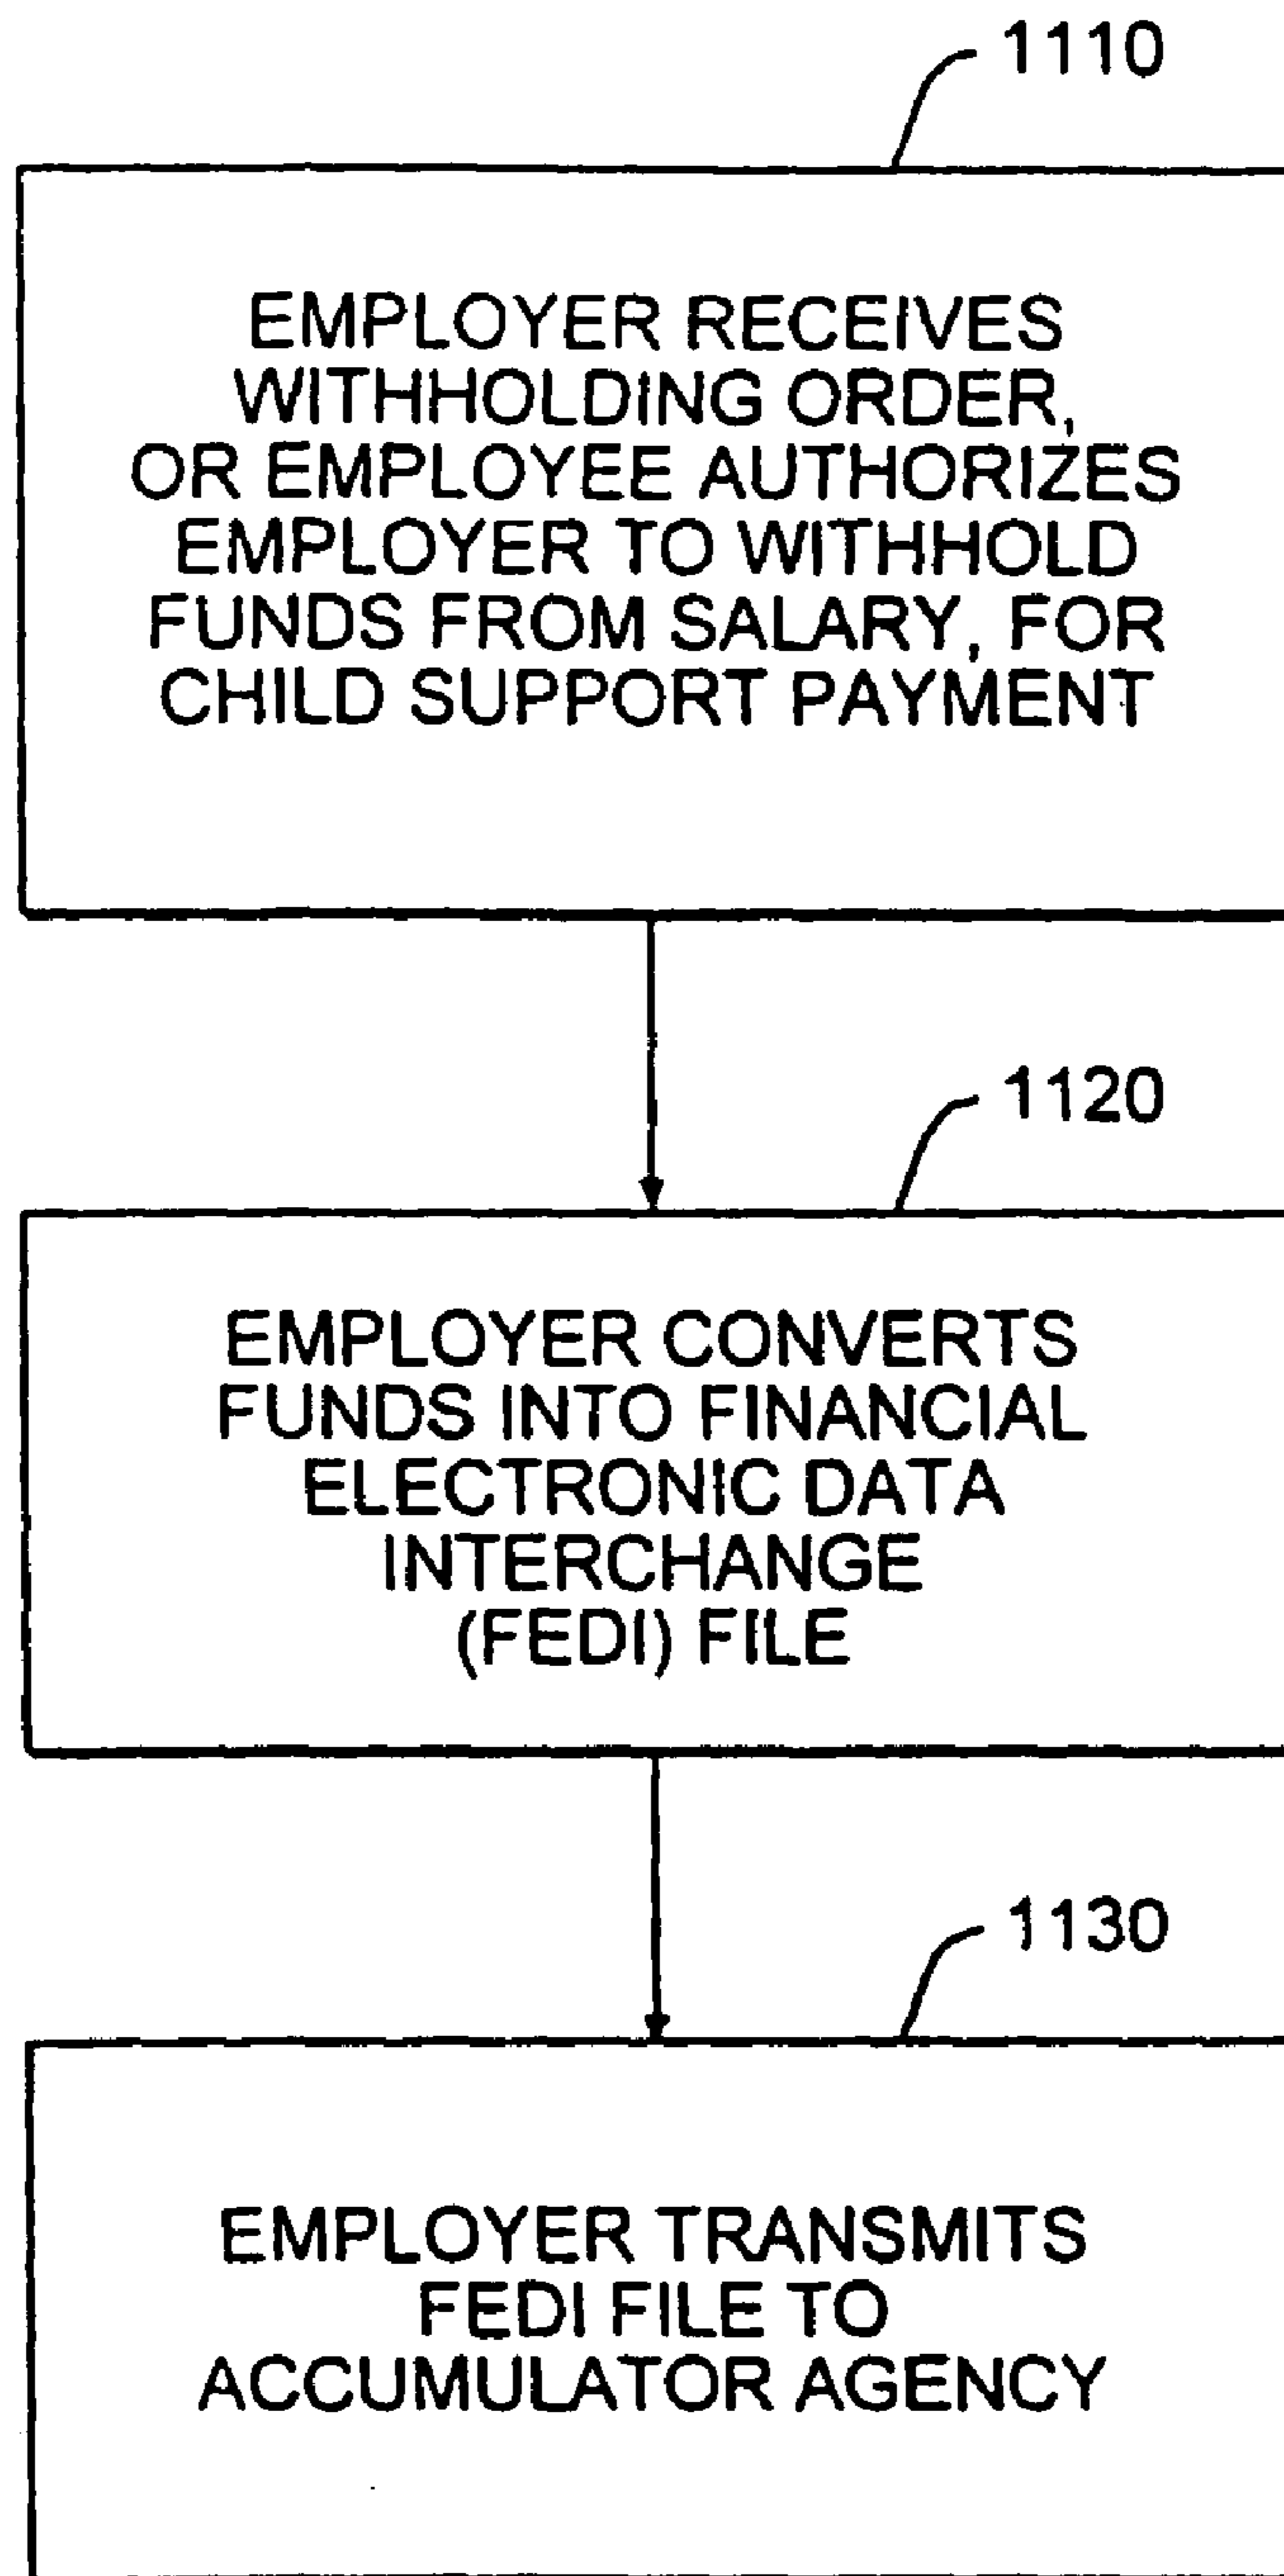 1110
EMPLOYER RECEIVES
WITHHOLDING ORDER,
OR EMPLOYEE AUTHORIZES
EMPLOYER TO WITHHOLD
FUNDS FROM SALARY, FOR
CHILD SUPPORT PAYMENT
1120
EMPLOYER CONVERTS
FUNDS INTO FINANCIAL
ELECTRONIC DATA
INTERCHANGE
(FEDI) FILE
1130
EMPLOYER TRANSMITS
FEDI FILE TO
ACCUMULATOR AGENCY